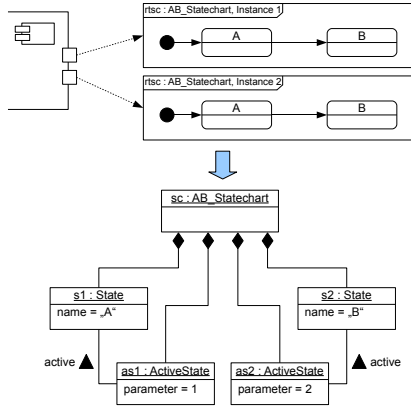 rtsc : AB_Statechart, Instance 1
A B
rtsc : AB_Statechart, Instance 2
A B
sc : AB_Statechart
s1 : State
name = „A“
s2 : State
name = „B“
active active
as1 : ActiveState
parameter = 1
as2 : ActiveState
parameter = 2